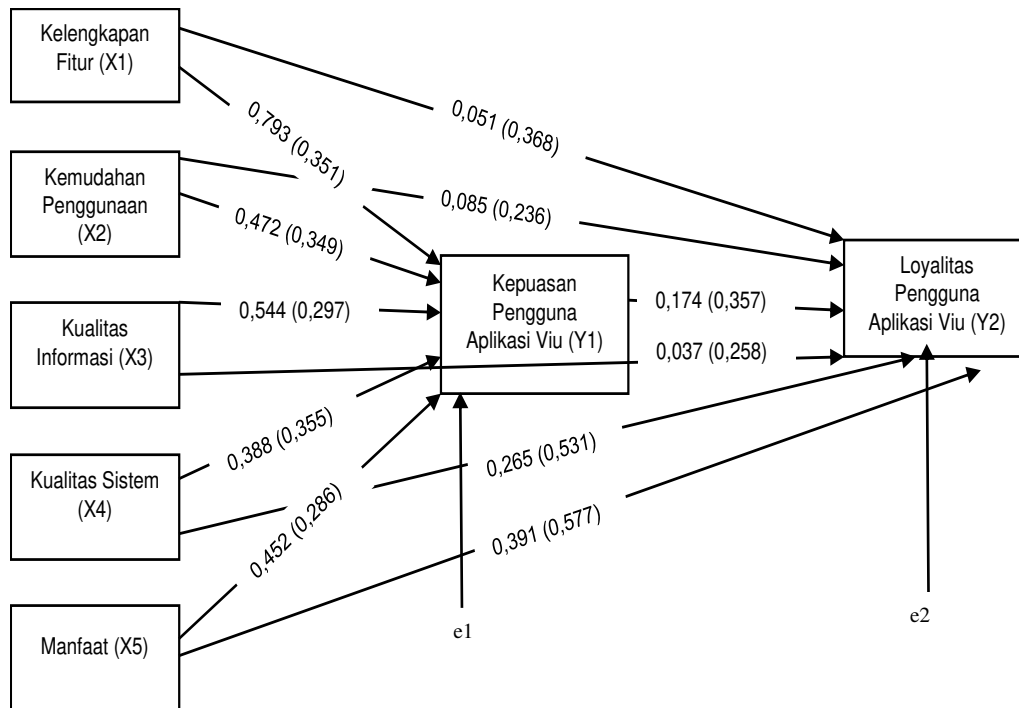 Kelengkapan
Fitur (X1)
0,051 (0,368)
0,793 (0,351)
Kemudahan
Penggunaan
(X2)
0,085 (0,236)
0,472 (0,349)
Kepuasan
Pengguna
Aplikasi Viu (Y1)
Loyalitas
Pengguna
Aplikasi Viu (Y2)
0,174 (0,357)
Kualitas
Informasi (X3)
0,544 (0,297)
0,037 (0,258)
Kualitas Sistem
(X4)
0,388 (0,355)
0,265 (0,531)
0,452 (0,286)
0,391 (0,577)
Manfaat (X5)
e1
e2